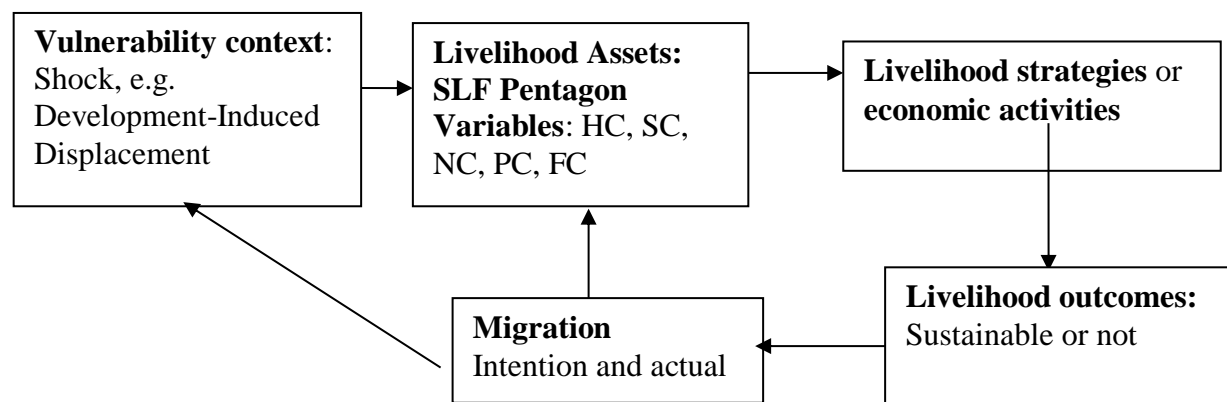 Vulnerability context:
Shock, e.g.
Development-Induced
Displacement
Livelihood Assets:
SLF Pentagon
Variables: HC, SC,
NC, PC, FC
Livelihood strategies or
economic activities
Livelihood outcomes:
Sustainable or not
Migration
Intention and actual